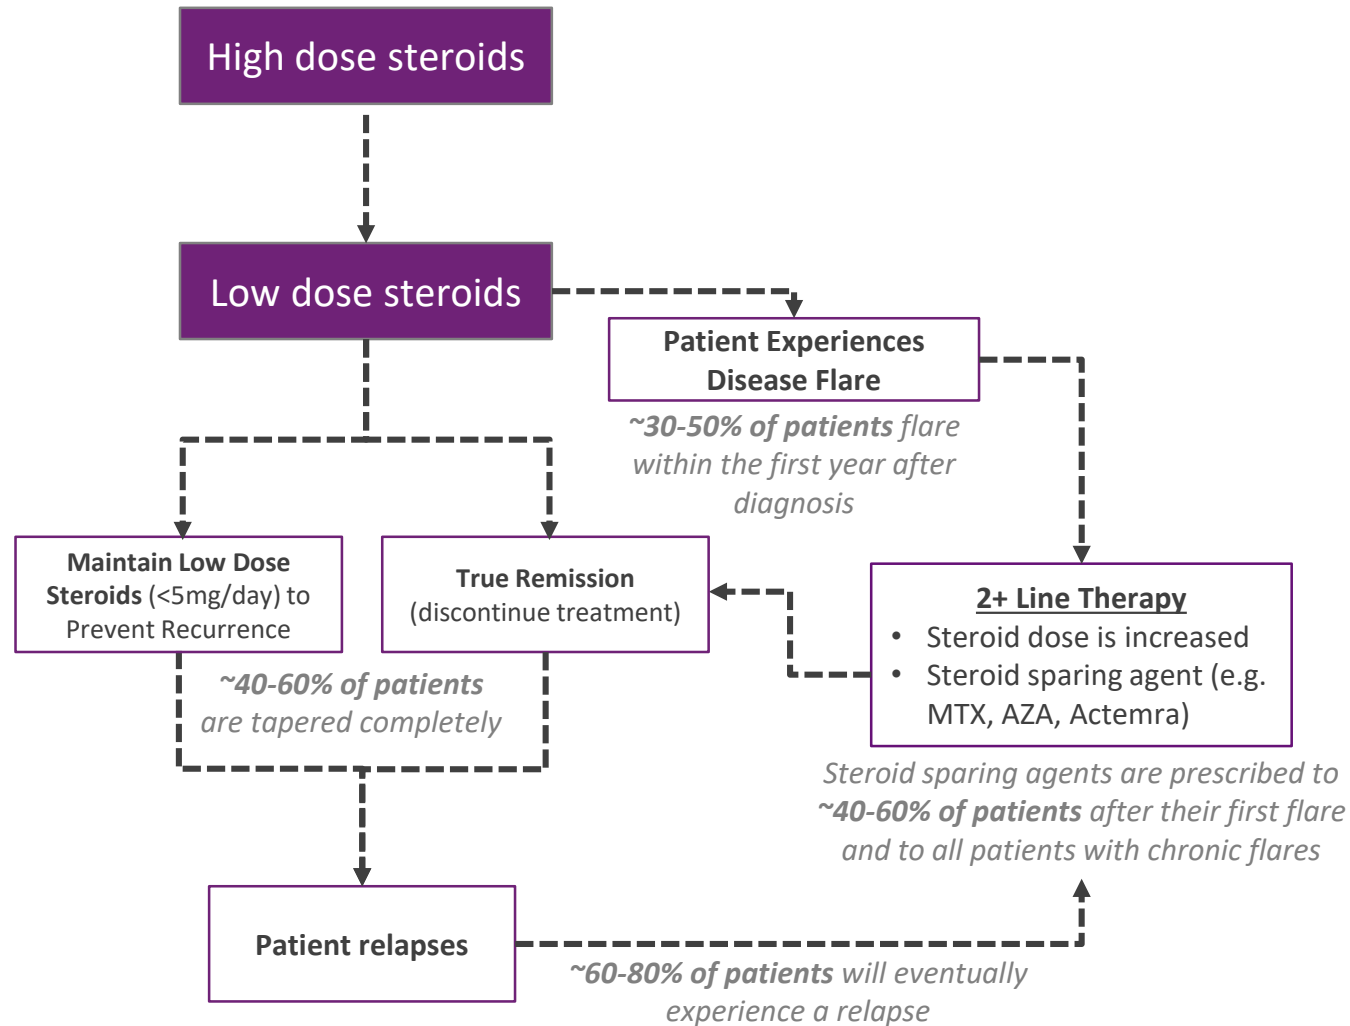 High dose steroids
Low dose steroids
Patient Experiences
Disease Flare
~30-50% of patients flare
within the first year after
diagnosis
Maintain Low Dose
Steroids (<5mg/day) to
Prevent Recurrence
True Remission
(discontinue treatment)
2+ Line Therapy
• Steroid dose is increased
• Steroid sparing agent (e.g.
MTX, AZA, Actemra)
~40-60% of patients
are tapered completely
Steroid sparing agents are prescribed to
~40-60% of patients after their first flare
and to all patients with chronic flares
Patient relapses
~60-80% of patients will eventually
experience a relapse